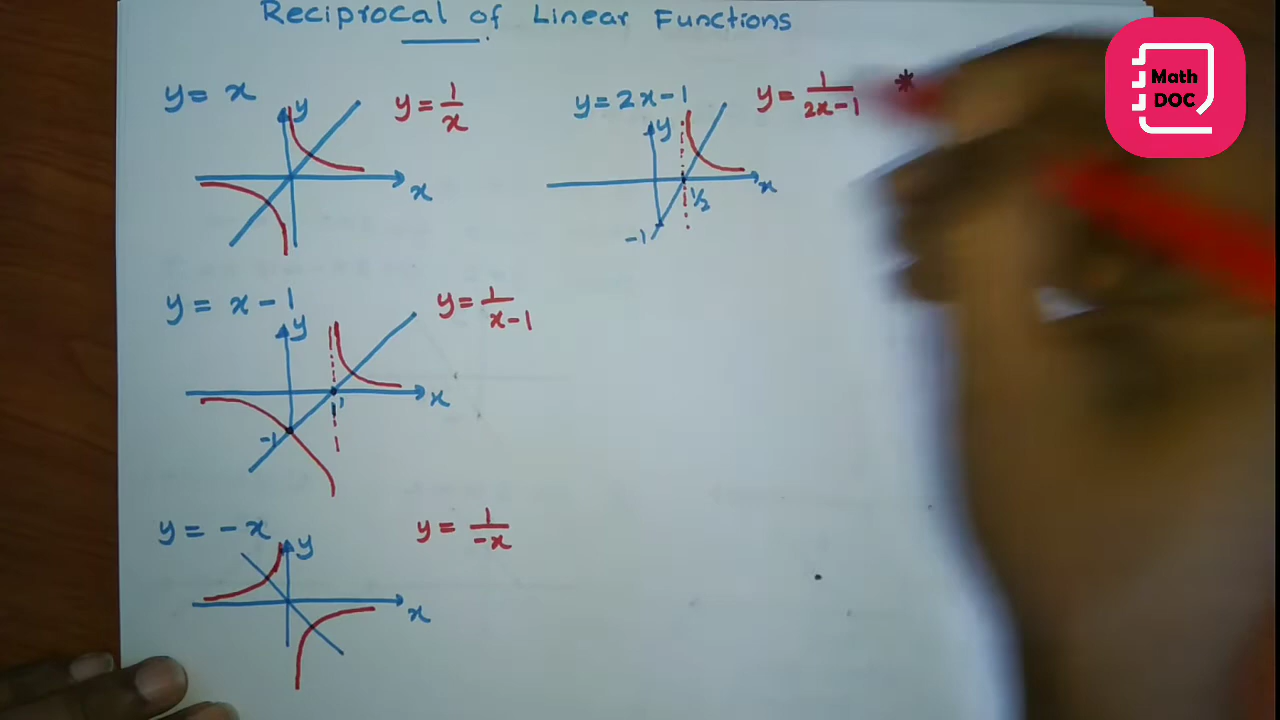 Reciprocal of Linear Functions
y = x
y = 1/x
y
x
y = 2x-1
y = 1/2x-1
*
y
x
1/2
-1
y = x-1
y = 1/x-1
y
x
1
-1
y = -x
y = 1/-x
y
x
Math
DOC